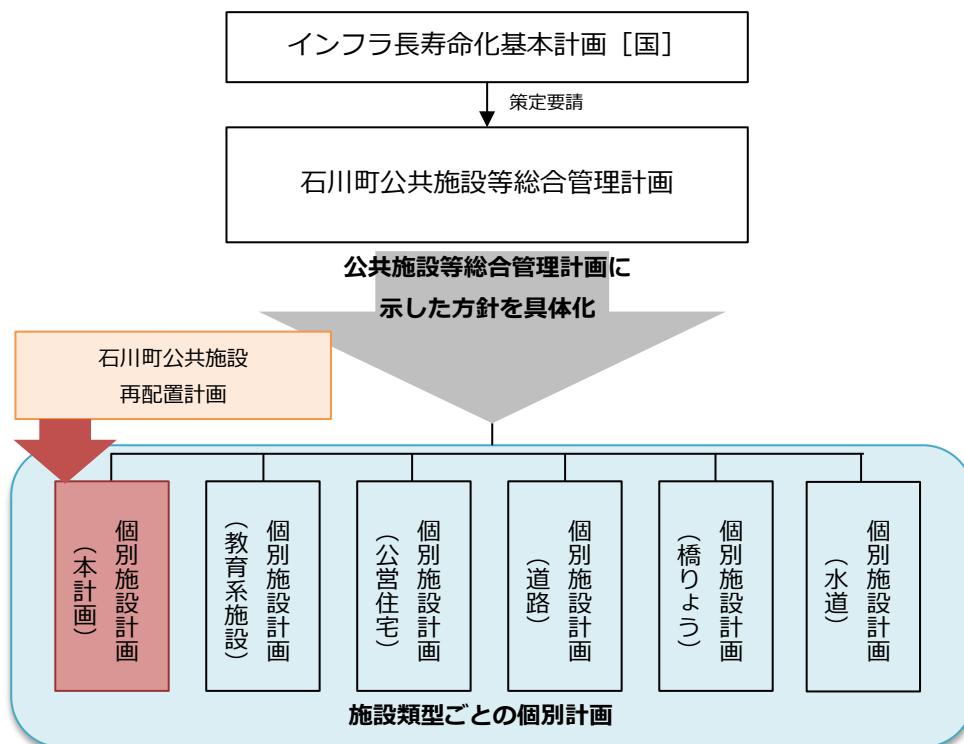 インフラ長寿命化基本計画［国］
策定要請
石川町公共施設等総合管理計画
公共施設等総合管理計画に
示した方針を具体化
石川町公共施設
再配置計画
個別施設計画
（本計画）
個別施設計画
（教育系施設）
個別施設計画
（公営住宅）
個別施設計画
（道路）
個別施設計画
（橋りょう）
個別施設計画
（水道）
施設類型ごとの個別計画